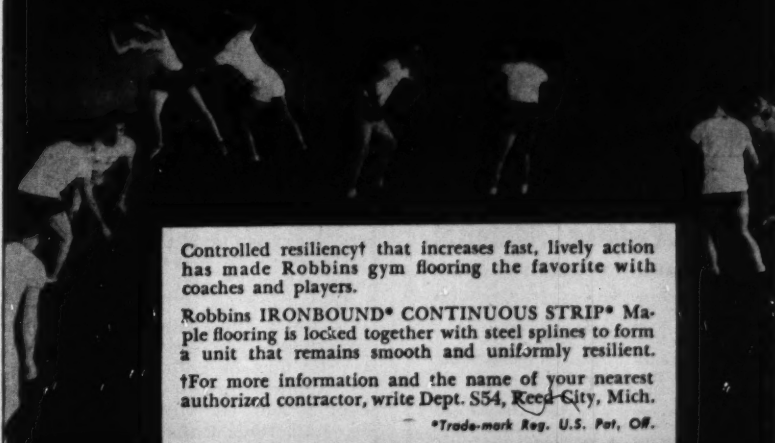 Controlled resiliency† that increases fast, lively action
has made Robbins gym flooring the favorite with
coaches and players.
Robbins IRONBOUND* CONTINUOUS STRIP* Ma-
ple flooring is locked together with steel splines to form
a unit that remains smooth and uniformly resilient.
†For more information and the name of your nearest
authorized contractor, write Dept. S54, Reed City, Mich.
*Trade-mark Reg. U.S. Pat, Off.